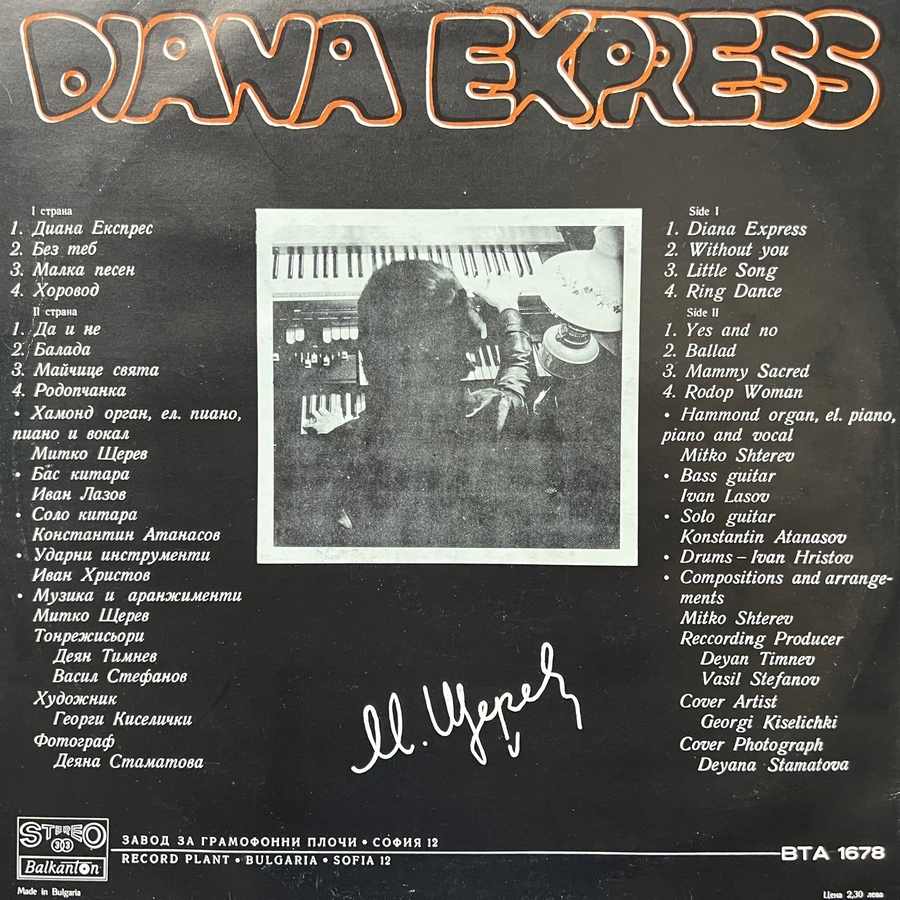 DIANA EXPRESS
I страна
1. Диана Експрес
2. Без теб
3. Малка песен
4. Хоровод
II страна
1. Да и не
2. Балада
3. Майчице свята
4. Родопчанка
• Хамонд орган, ел. пиано,
пиано и вокал
Митко Щерев
• Бас китара
Иван Лазов
• Соло китара
Константин Атанасов
• Ударни инструменти
Иван Христов
• Музика и аранжименти
Митко Щерев
Тонрежисьори
Деян Тимнев
Васил Стефанов
Художник
Георги Киселички
Фотограф
Деяна Стаматова
Side I
1. Diana Express
2. Without you
3. Little Song
4. Ring Dance
Side II
1. Yes and no
2. Ballad
3. Mammy Sacred
4. Rodop Woman
• Hammond organ, el. piano,
piano and vocal
Mitko Shterev
• Bass guitar
Ivan Lasov
• Solo guitar
Konstantin Atanasov
• Drums – Ivan Hristov
• Compositions and arrange-
ments
Mitko Shterev
Reccording Producer
Deyan Timnev
Vasil Stefanov
Cover Artist
Georgi Kiselichki
Cover Photograph
Deyana Stamatova
М. Щерев
STEREO
303
Balkanton
Made in Bulgaria
ЗАВОД ЗА ГРАМОФОННИ ПЛОЧИ • СОФИЯ 12
RECORD PLANT • BULGARIA • SOFIA 12
BTA 1678
Цена 2,30 лева